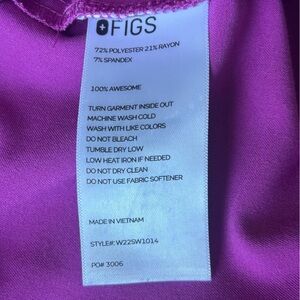 FIGS
72% POLYESTER 21% RAYON
7% SPANDEX
100% AWESOME
TURN GARMENT INSIDE OUT
MACHINE WASH COLD
WASH WITH LIKE COLORS
DO NOT BLEACH
TUMBLE DRY LOW
LOW HEAT IRON IF NEEDED
DO NOT DRY CLEAN
DO NOT USE FABRIC SOFTENER
MADE IN VIETNAM
STYLE#: W22SW1014
PO# 3006